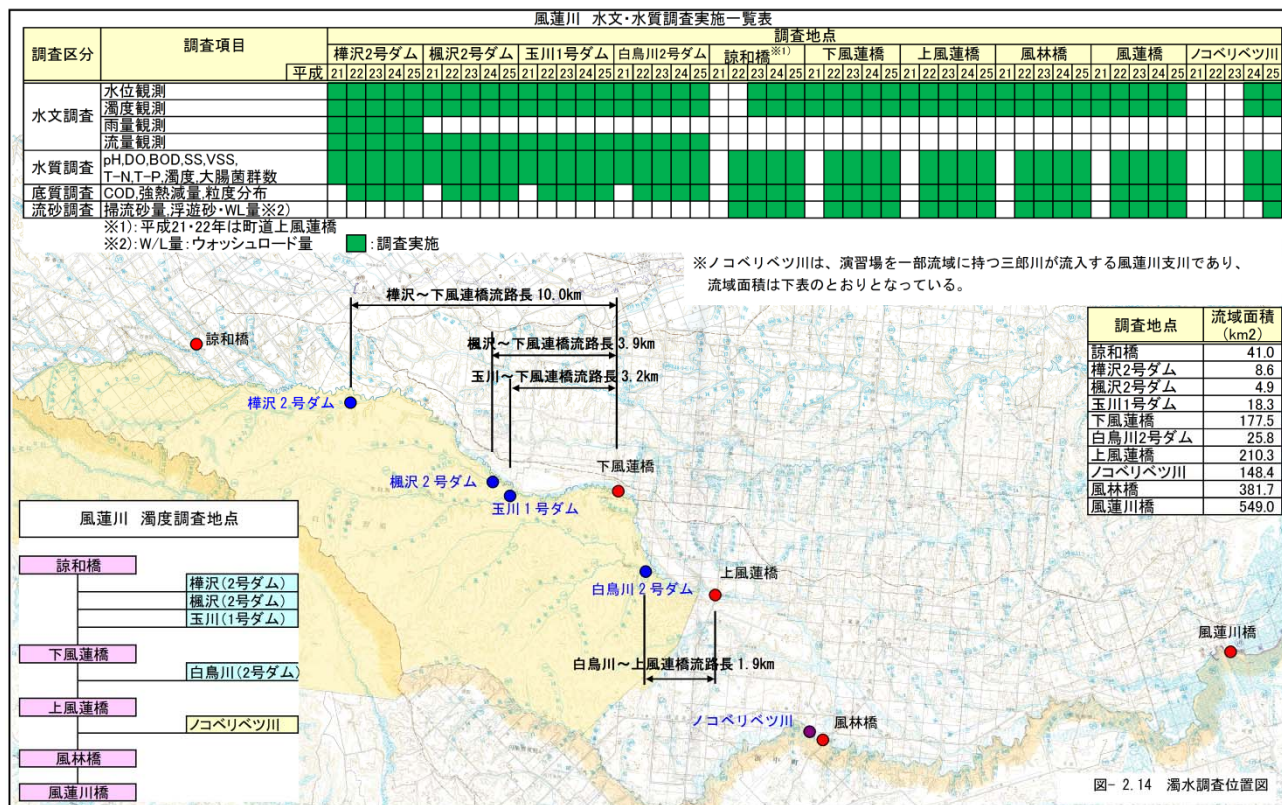 風蓮川 水文・水質調査実施一覧表
調査区分 調査項目 調査地点
樺沢2号ダム 楓沢2号ダム 玉川1号ダム 白鳥川2号ダム 諒和橋※1) 下風蓮橋 上風蓮橋 風林橋 風蓮橋 ノコベリベツ川
平成 21 22 23 24 25 21 22 23 24 25 21 22 23 24 25 21 22 23 24 25 21 22 23 24 25 21 22 23 24 25 21 22 23 24 25 21 22 23 24 25 21 22 23 24 25 21 22 23 24 25
水文調査 水位観測
濁度観測
雨量観測
流量観測
水質調査 pH,DO,BOD,SS,VSS,
T-N,T-P,濁度,大腸菌群数
底質調査 COD,強熱減量,粒度分布
流砂調査 掃流砂量,浮遊砂・WL量※2)
※1):平成21・22年は町道上風蓮橋
※2):W/L量:ウォッシュロード量 :調査実施
※ノコベリベツ川は、演習場を一部流域に持つ三郎川が流入する風蓮川支川であり、
流域面積は下表のとおりとなっている。
樺沢～下風連橋流路長 10.0km
諒和橋
楓沢～下風連橋流路長 3.9km
玉川～下風連橋流路長 3.2km
樺沢 2 号ダム
下風蓮橋
楓沢 2 号ダム
玉川 1 号ダム
白鳥川 2 号ダム
上風蓮橋
白鳥川～上風連橋流路長 1.9km
風蓮川橋
ノコベリベツ川
風林橋
調査地点 流域面積
(km2)
諒和橋 41.0
樺沢2号ダム 8.6
楓沢2号ダム 4.9
玉川1号ダム 18.3
下風蓮橋 177.5
白鳥川2号ダム 25.8
上風蓮橋 210.3
ノコベリベツ川 148.4
風林橋 381.7
風蓮川橋 549.0
風蓮川 濁度調査地点
諒和橋
樺沢(2号ダム)
楓沢(2号ダム)
玉川(1号ダム)
下風蓮橋
白鳥川(2号ダム)
上風蓮橋
ノコベリベツ川
風林橋
風蓮川橋
図- 2.14 濁水調査位置図